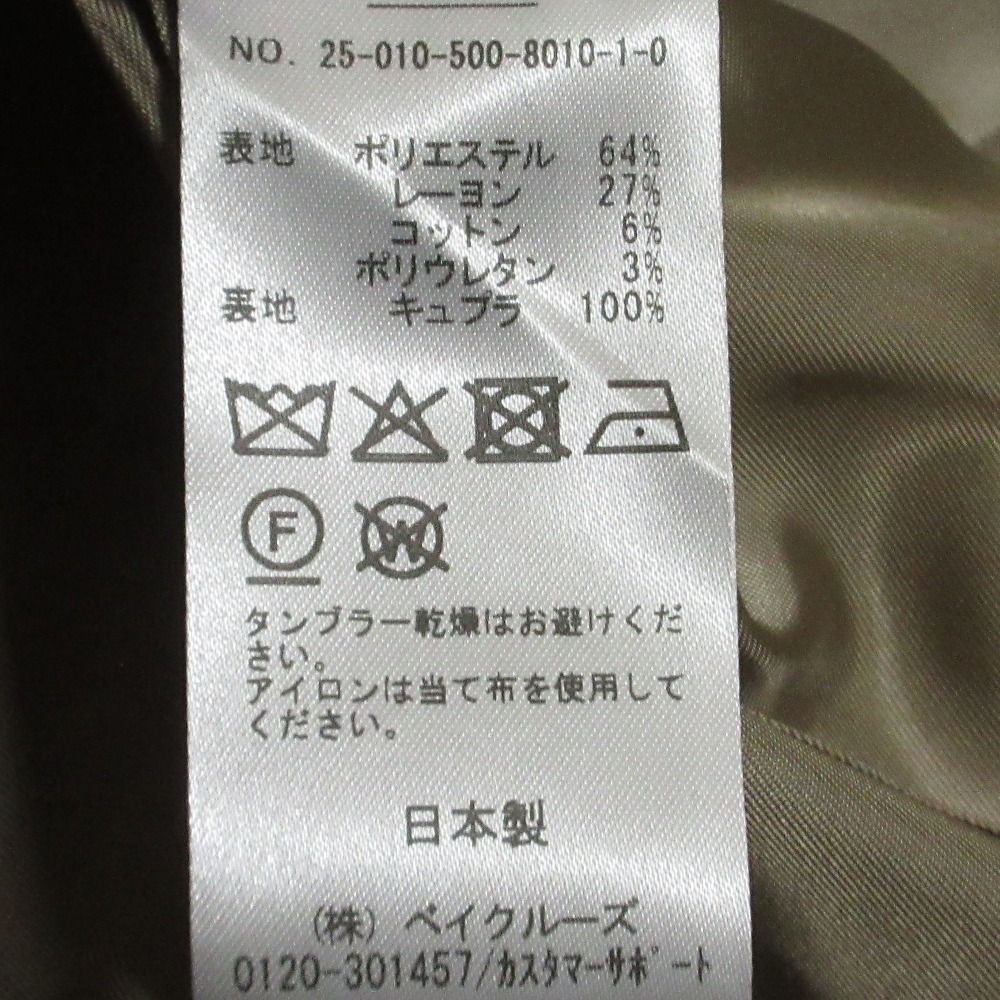 NO. 25-010-500-8010-1-0
表地 ポリエステル 64%
レーヨン 27%
コットン 6%
ポリウレタン 3%
裏地 キュプラ 100%
F W
タンブラー乾燥はお避けくだ
さい。
アイロンは当て布を使用して
ください。
日本製
(株) ベイクルーズ
0120-301457/カスタマーサポート